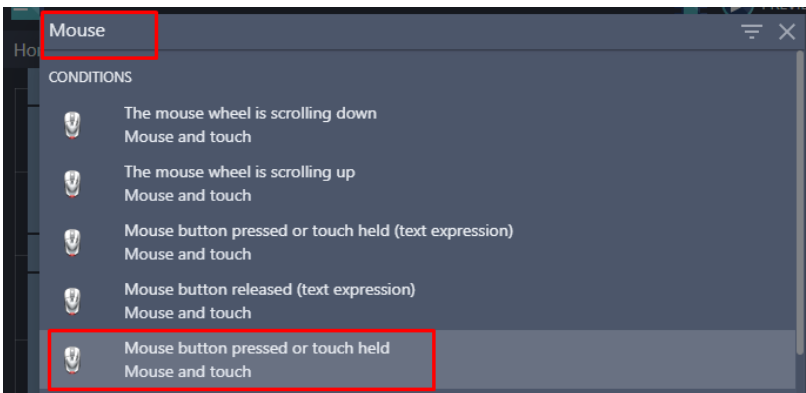 Mouse
CONDITIONS
The mouse wheel is scrolling down
Mouse and touch
The mouse wheel is scrolling up
Mouse and touch
Mouse button pressed or touch held (text expression)
Mouse and touch
Mouse button released (text expression)
Mouse and touch
Mouse button pressed or touch held
Mouse and touch